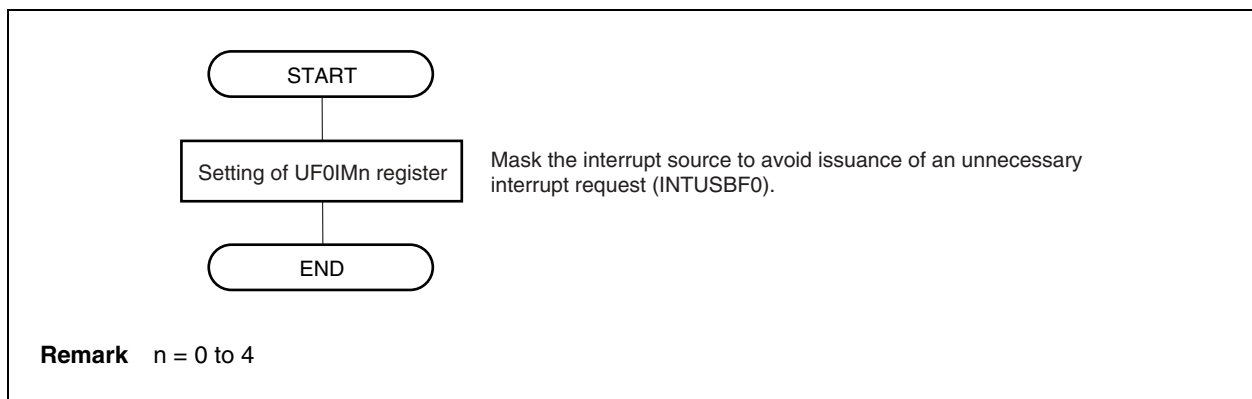 START
Setting of UF0IMn register
Mask the interrupt source to avoid issuance of an unnecessary
interrupt request (INTUSBF0).
END
Remark n = 0 to 4